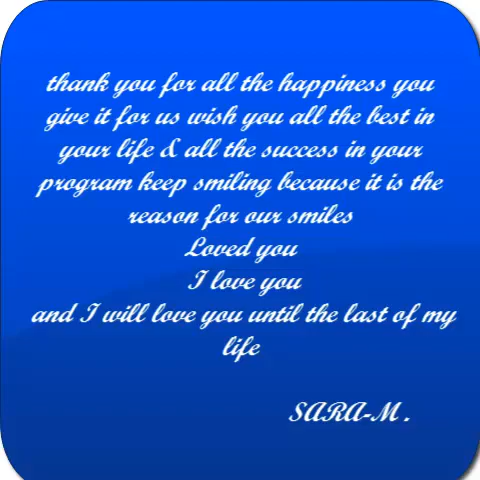 thank you for all the happiness you
give it for us wish you all the best in
your life & all the success in your
program keep smiling because it is the
reason for our smiles
Loved you
I love you
and I will love you until the last of my
life
SARA-M .